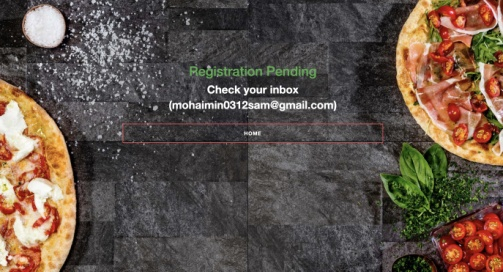 Registration Pending
Check your inbox
(mohaimin0312sam@gmail.com)
HOME